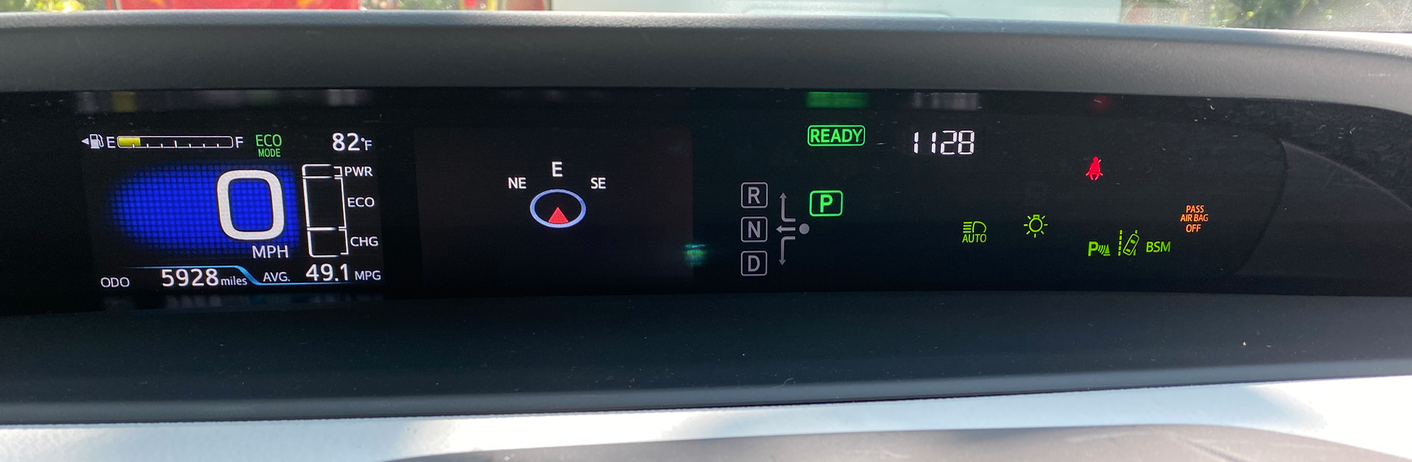 E F ECO MODE 82°F
0 MPH
PWR
ECO
CHG
ODO 5928 miles AVG. 49.1 MPG
NE E SE
READY
1128
R
N
D
P
AUTO
P
BSM
PASS
AIR BAG
OFF